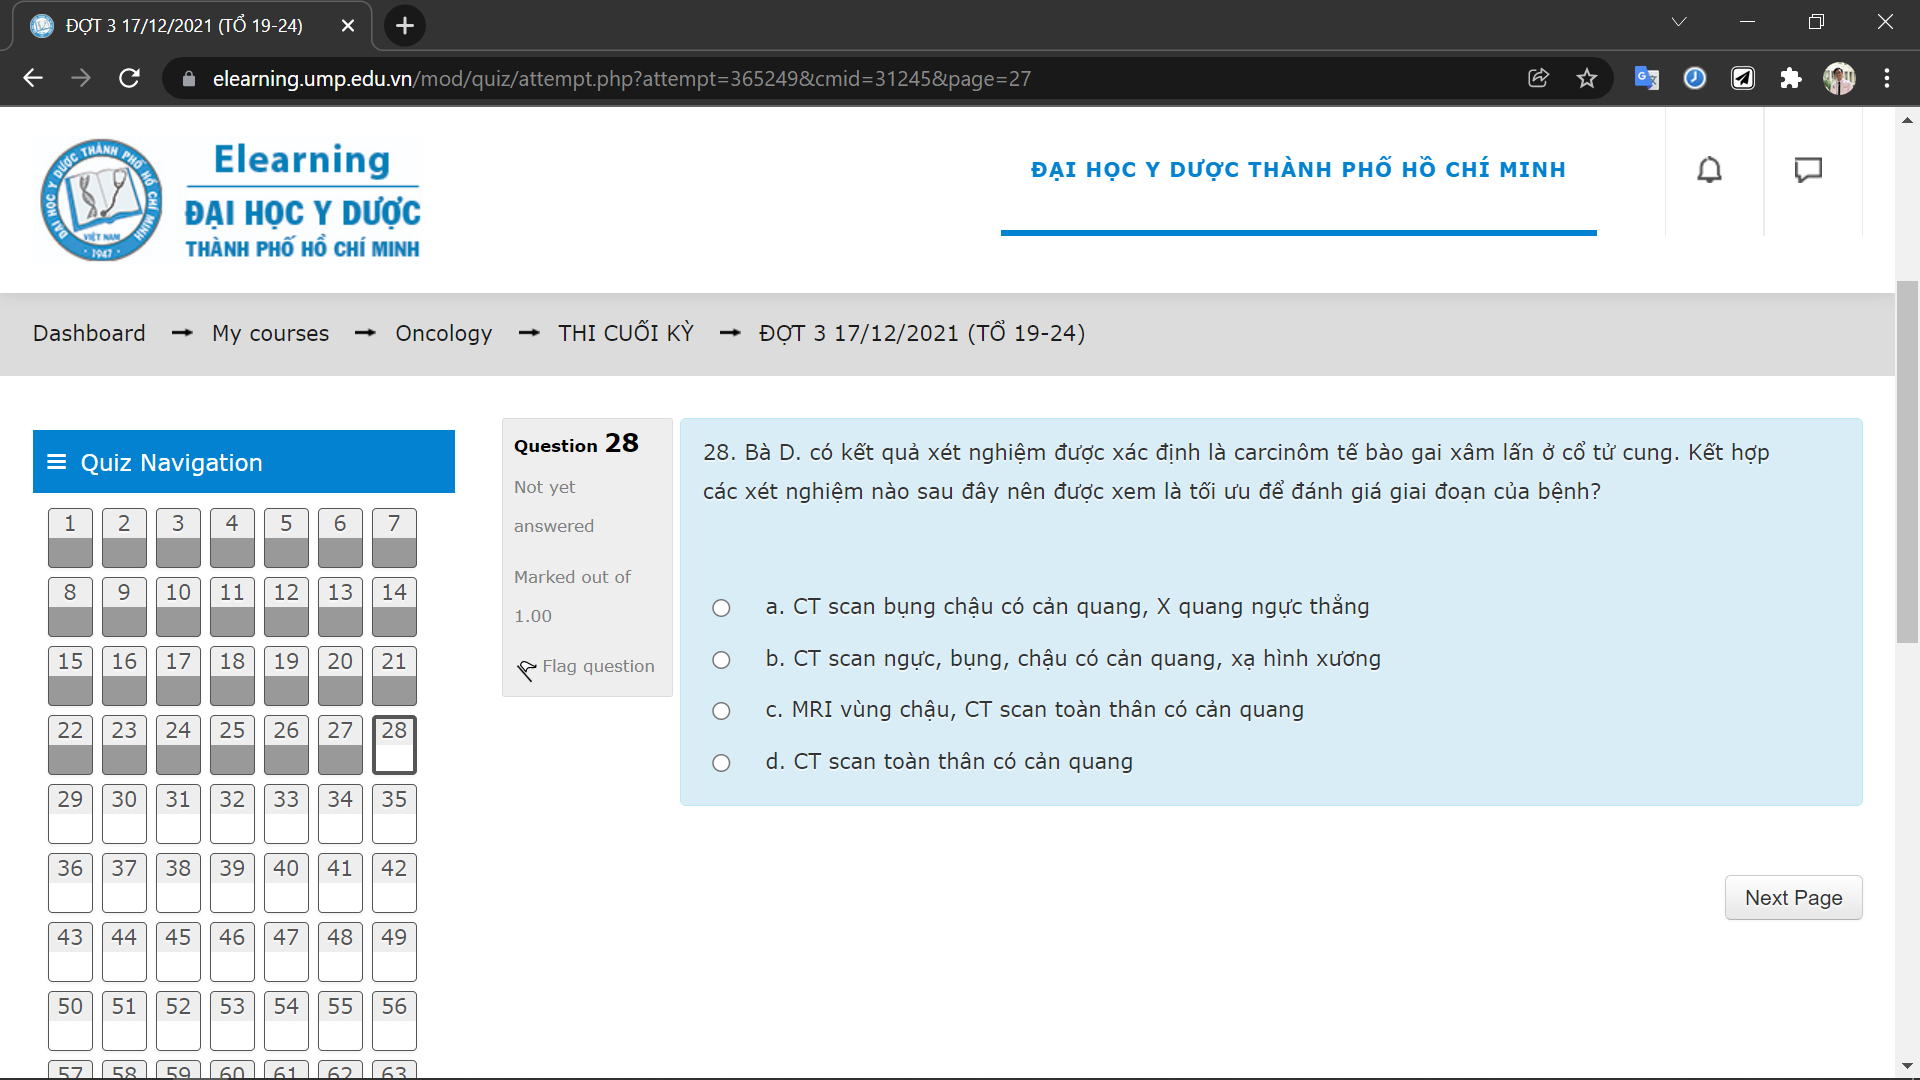 ĐỢT 3 17/12/2021 (TỔ 19-24)
elearning.ump.edu.vn/mod/quiz/attempt.php?attempt=365249&cmid=31245&page=27
ĐẠI HỌC Y DƯỢC THÀNH PHỐ HỒ CHÍ MINH
VIỆT NAM
1947
Elearning
ĐẠI HỌC Y DƯỢC
THÀNH PHỐ HỒ CHÍ MINH
ĐẠI HỌC Y DƯỢC THÀNH PHỐ HỒ CHÍ MINH
Dashboard → My courses → Oncology → THI CUỐI KỲ → ĐỢT 3 17/12/2021 (TỔ 19-24)
Quiz Navigation
1 2 3 4 5 6 7
8 9 10 11 12 13 14
15 16 17 18 19 20 21
22 23 24 25 26 27 28
29 30 31 32 33 34 35
36 37 38 39 40 41 42
43 44 45 46 47 48 49
50 51 52 53 54 55 56
57 58 59 60 61 62 63
Question 28
Not yet
answered
Marked out of
1.00
Flag question
28. Bà D. có kết quả xét nghiệm được xác định là carcinôm tế bào gai xâm lấn ở cổ tử cung. Kết hợp
các xét nghiệm nào sau đây nên được xem là tối ưu để đánh giá giai đoạn của bệnh?
a. CT scan bụng chậu có cản quang, X quang ngực thẳng
b. CT scan ngực, bụng, chậu có cản quang, xạ hình xương
c. MRI vùng chậu, CT scan toàn thân có cản quang
d. CT scan toàn thân có cản quang
Next Page